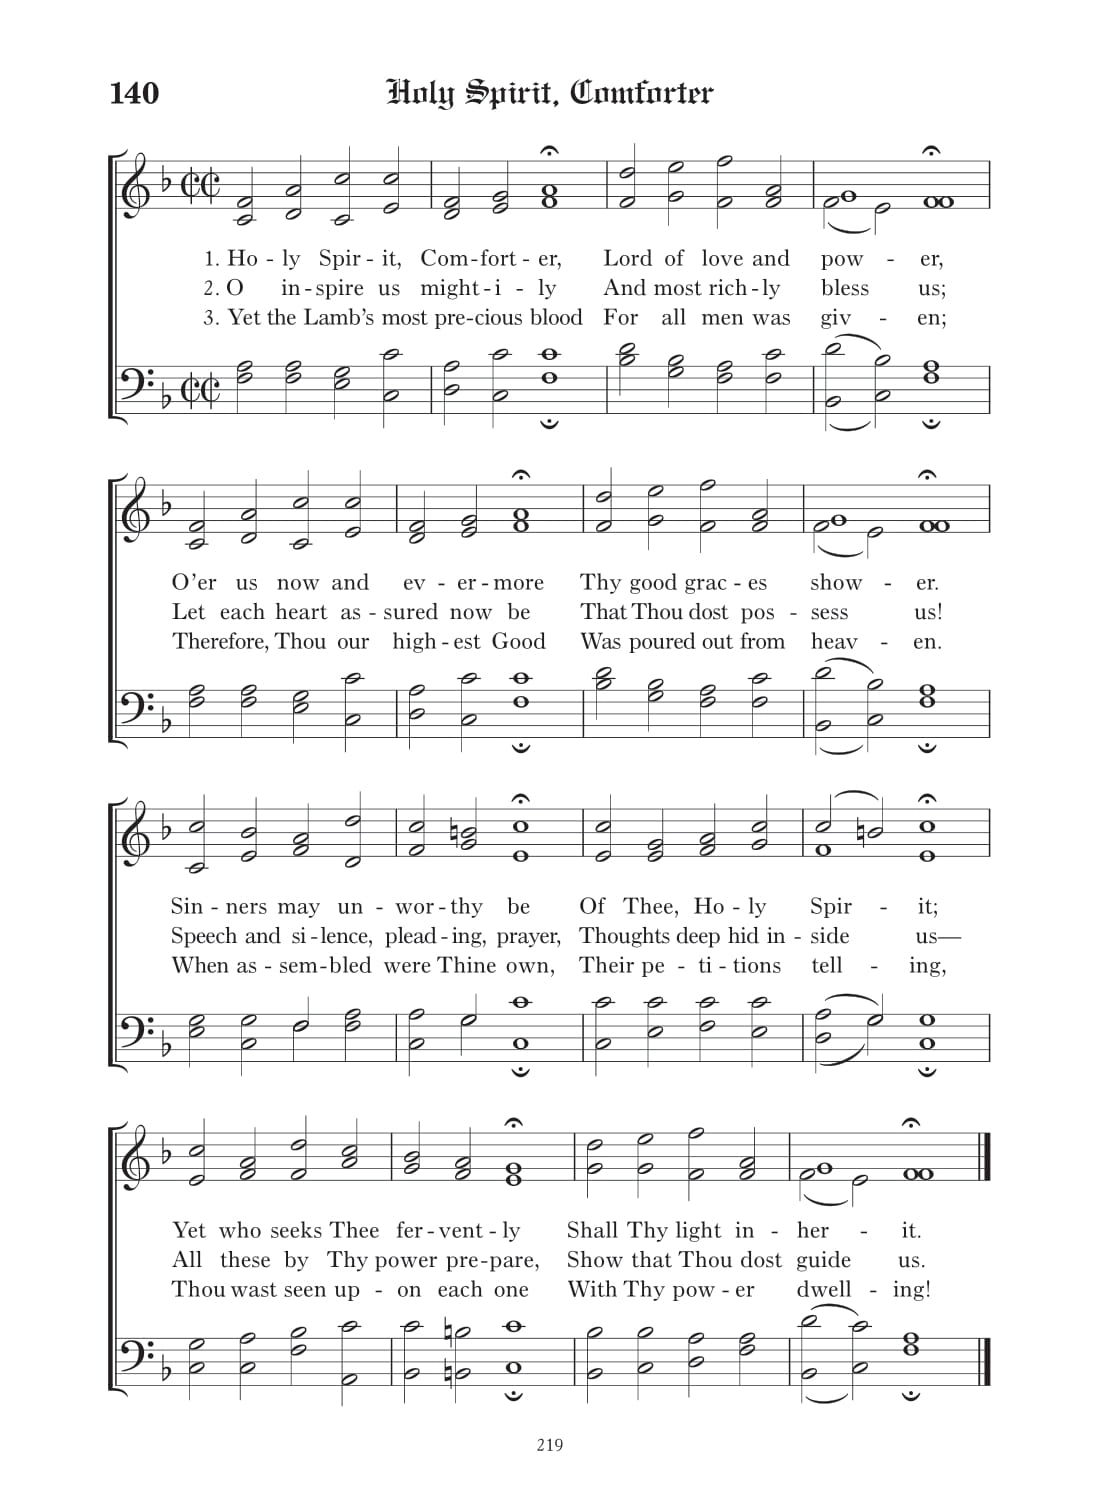 140 Holy Spirit, Comforter
1. Ho - ly Spir - it, Com - fort - er, Lord of love and pow - er,
2. O in - spire us might - i - ly And most rich - ly bless us;
3. Yet the Lamb's most pre - cious blood For all men was giv - en;
O'er us now and ev - er - more Thy good grac - es show - er.
Let each heart as - sured now be That Thou dost pos - sess us!
Therefore, Thou our high - est Good Was poured out from heav - en.
Sin - ners may un - wor - thy be Of Thee, Ho - ly Spir - it;
Speech and si - lence, plead - ing, prayer, Thoughts deep hid in - side us—
When as - sem - bled were Thine own, Their pe - ti - tions tell - ing,
Yet who seeks Thee fer - vent - ly Shall Thy light in - her - it.
All these by Thy power pre - pare, Show that Thou dost guide us.
Thou wast seen up - on each one With Thy pow - er dwell - ing!
219